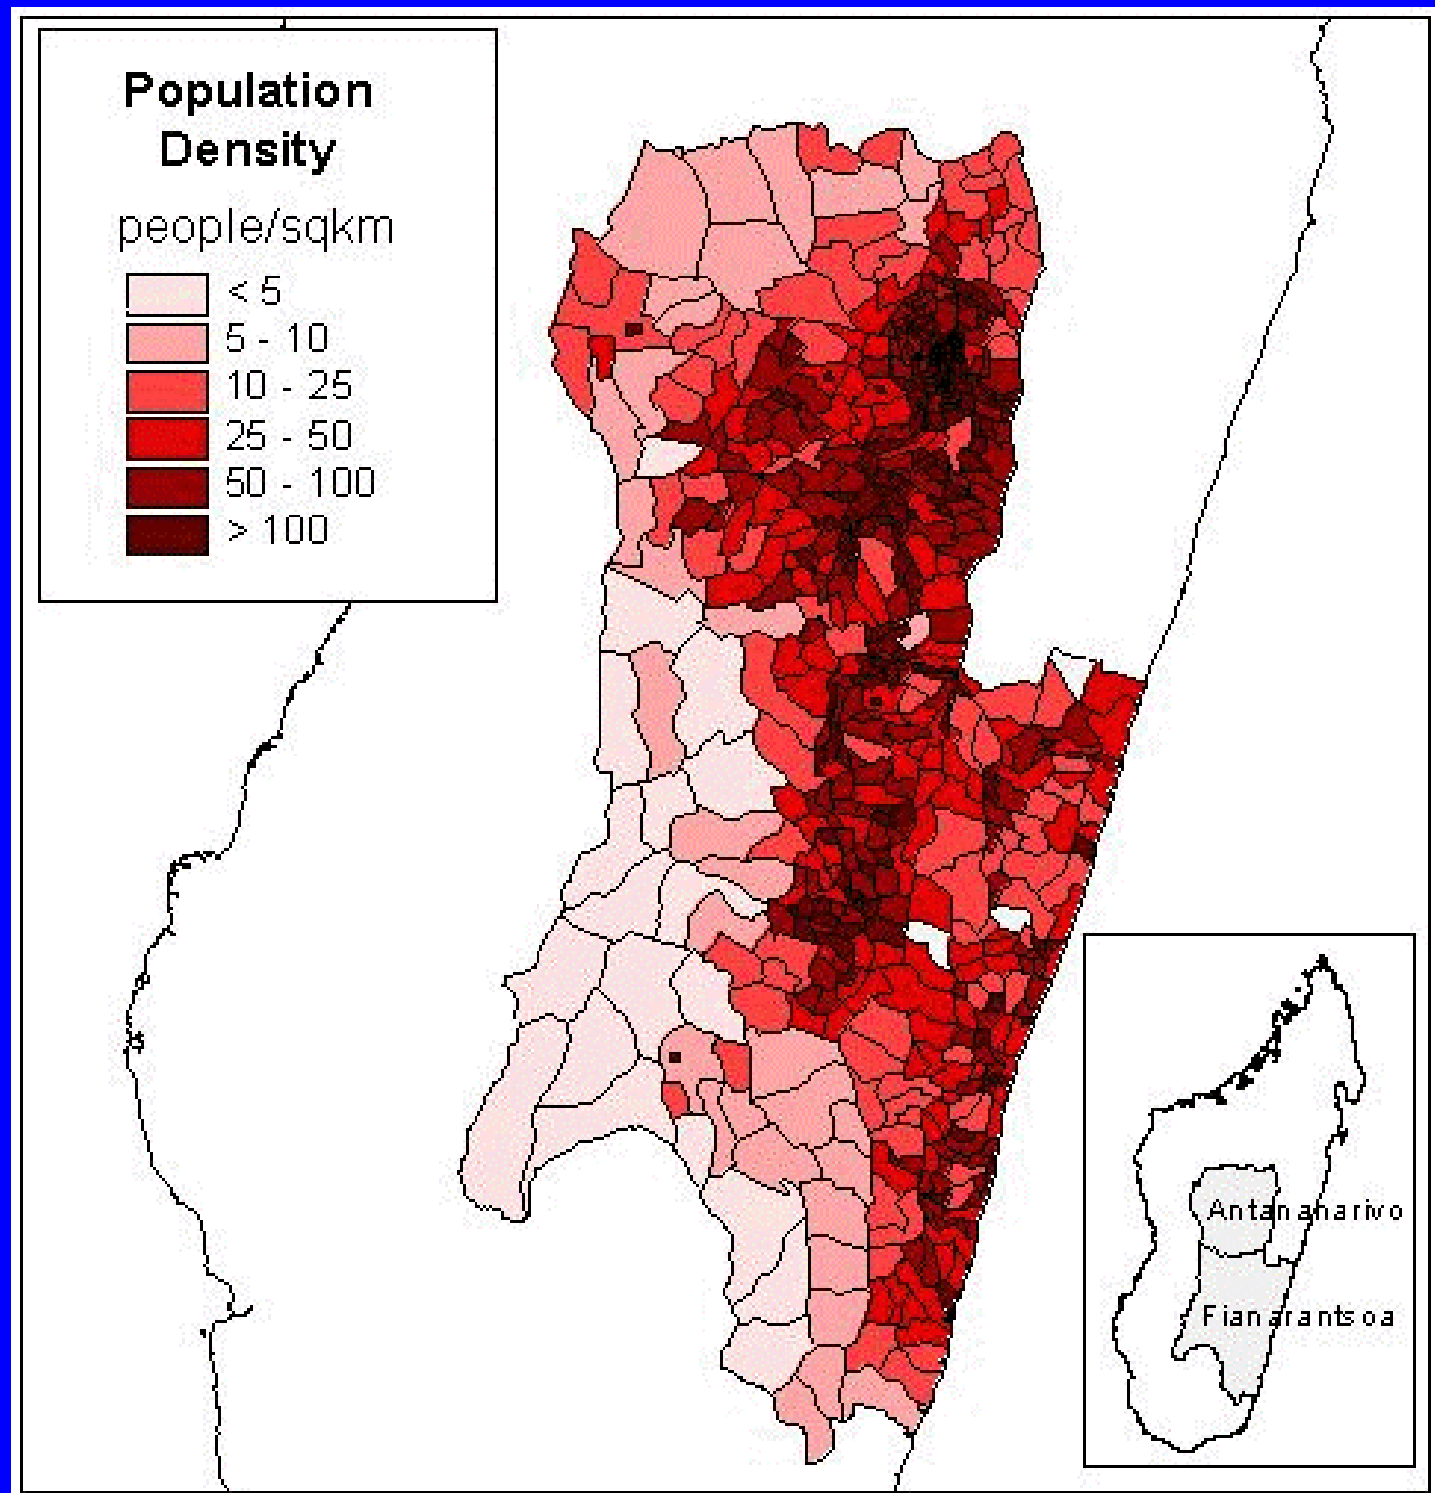 Population
Density
people/sqkm
< 5
5 - 10
10 - 25
25 - 50
50 - 100
> 100
Antananarivo
Fianarantsoa